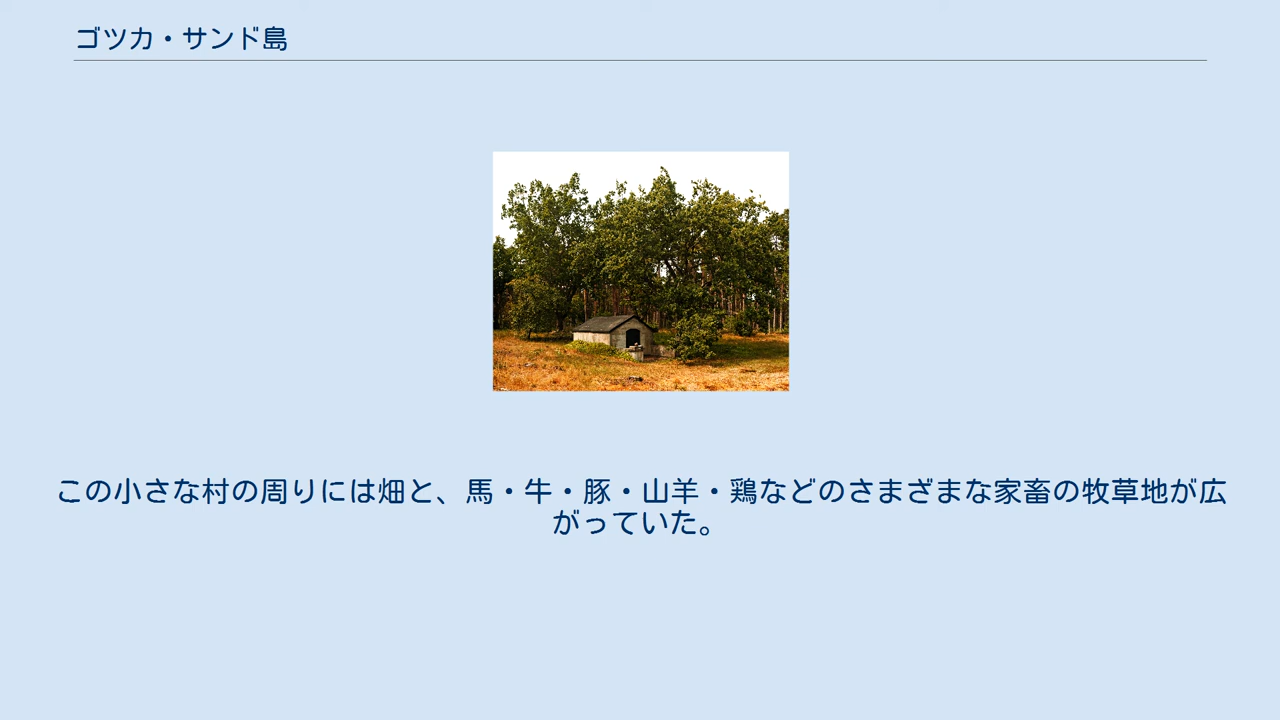 ゴツカ・サンド島
この小さな村の周りには畑と、馬・牛・豚・山羊・鶏などのさまざまな家畜の牧草地が広
がっていた。